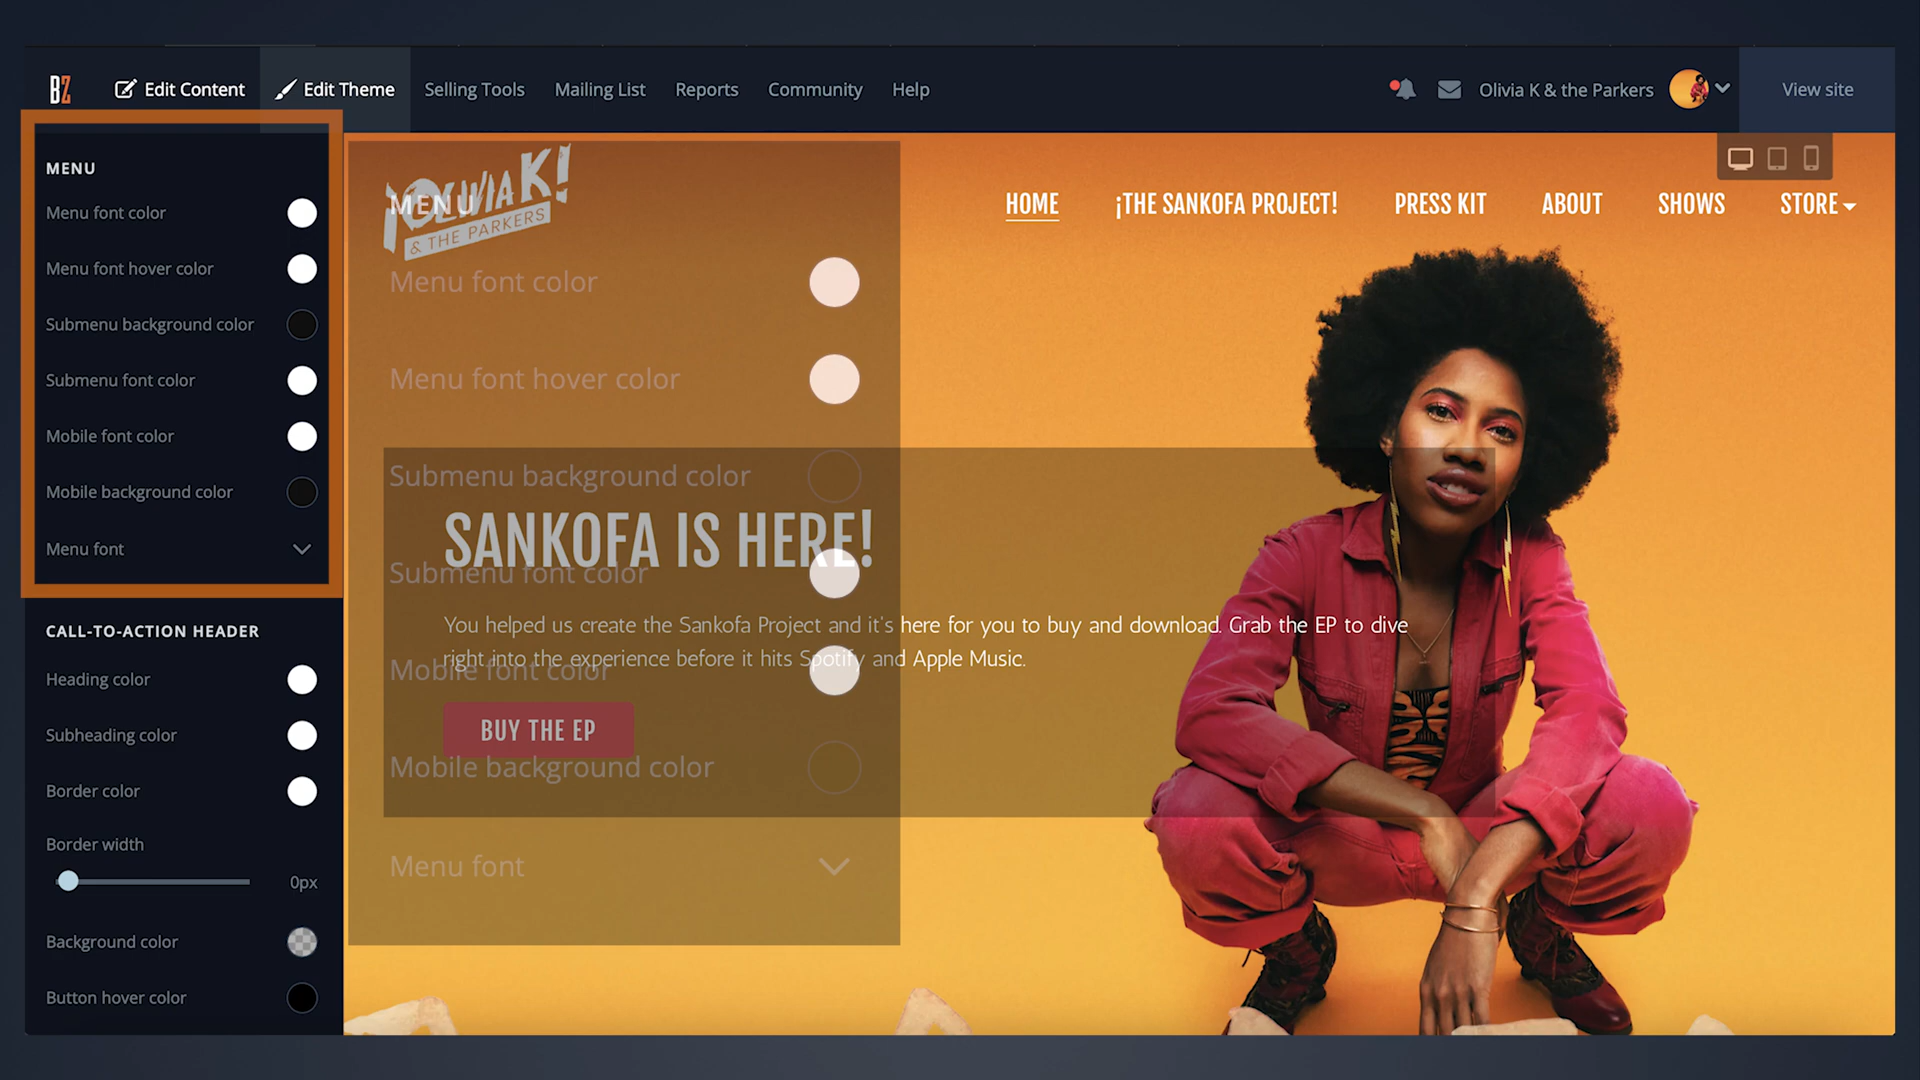 BZ
Edit Content
Edit Theme
Selling Tools
Mailing List
Reports
Community
Help
Olivia K & the Parkers
View site
MENU
Menu font color
Menu font hover color
Submenu background color
Submenu font color
Mobile font color
Mobile background color
Menu font
CALL-TO-ACTION HEADER
Heading color
Subheading color
Border color
Border width
0px
Background color
Button hover color
¡OLIVIA K!
& THE PARKERS
HOME
¡THE SANKOFA PROJECT!
PRESS KIT
ABOUT
SHOWS
STORE
MENU
Menu font color
Menu font hover color
Submenu background color
SANKOFA IS HERE!
Submenu font color
You helped us create the Sankofa Project and it's here for you to buy and download. Grab the EP to dive
right into the experience before it hits Spotify and Apple Music.
Mobile font color
BUY THE EP
Mobile background color
Menu font